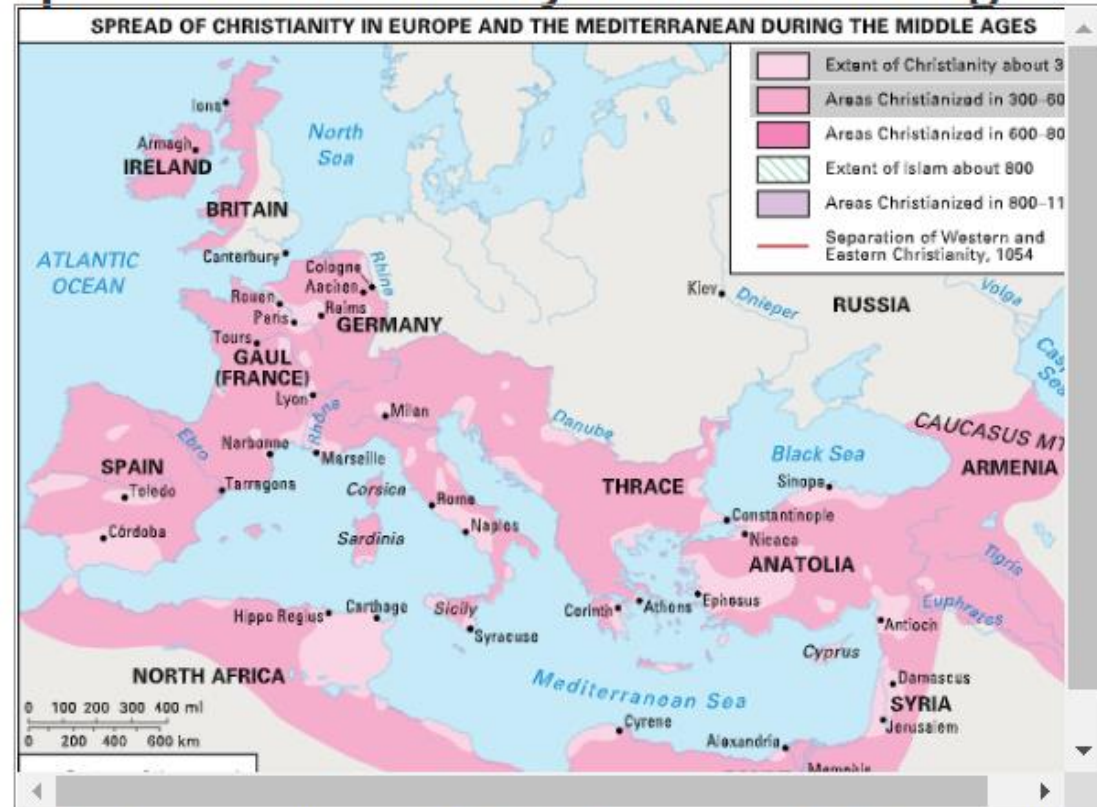 SPREAD OF CHRISTIANITY IN EUROPE AND THE MEDITERRANEAN DURING THE MIDDLE AGES
Extent of Christianity about 3
Areas Christianized in 300–60
Areas Christianized in 600–80
Extent of Islam about 800
Areas Christianized in 800–11
Separation of Western and
Eastern Christianity, 1054
Iona
North
Sea
Armagh
IRELAND
BRITAIN
ATLANTIC
OCEAN
Canterbury
Cologne
Rhine
Aachen
Rouen
Reims
Paris
GERMANY
Tours
GAUL
(FRANCE)
Lyon
Rhône
Milan
Kiev
Dnieper
RUSSIA
Volga
Cas
Sea
Danube
CAUCASUS MT
Black Sea
ARMENIA
Sinope
Ebro
Narbonne
Marseille
SPAIN
Toledo
Tarragona
Corsica
Rome
THRACE
Constantinople
Córdoba
Sardinia
Naples
Nicaea
ANATOLIA
Tigris
Hippo Regius
Carthage
Sicily
Corinth
Athens
Ephesus
Euphrates
Syracuse
Antioch
Cyprus
NORTH AFRICA
Mediterranean Sea
Damascus
SYRIA
Jerusalem
0 100 200 300 400 ml
0 200 400 600 km
Cyrene
Alexandria
Memphis